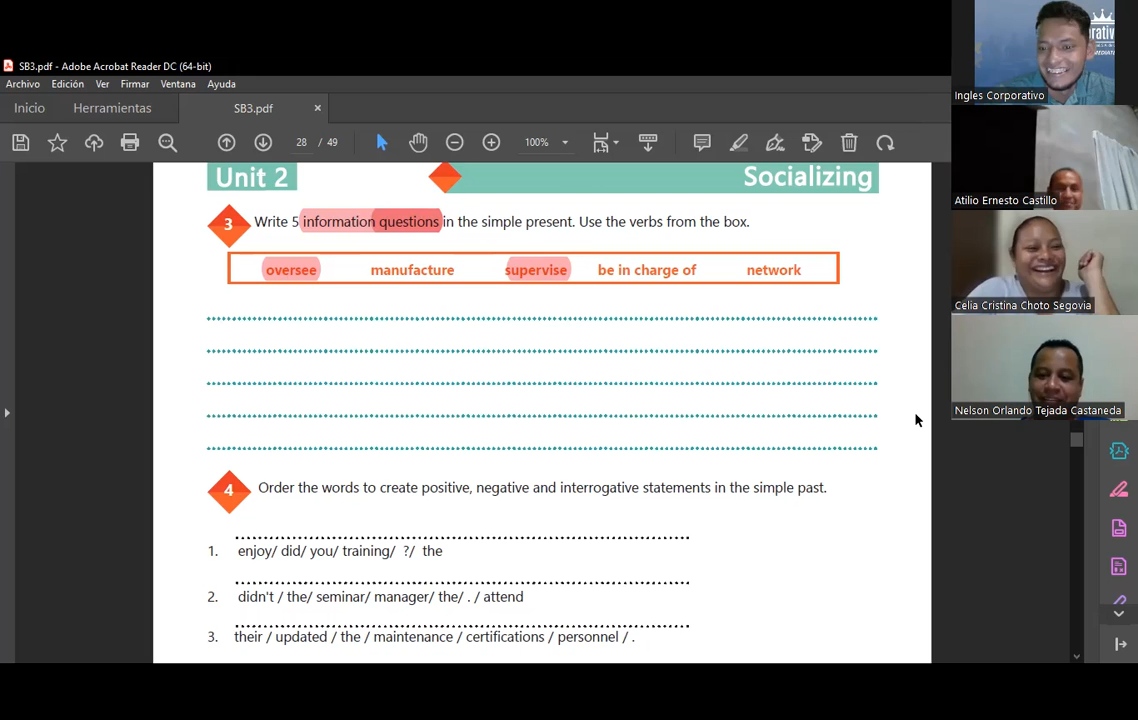 SB3.pdf - Adobe Acrobat Reader DC (64-bit)
Archivo Edición Ver Firmar Ventana Ayuda
Inicio Herramientas SB3.pdf ×
28 / 49 100%
Unit 2 Socializing
3 Write 5 information questions in the simple present. Use the verbs from the box.
oversee manufacture supervise be in charge of network
4 Order the words to create positive, negative and interrogative statements in the simple past.
1. enjoy/ did/ you/ training/ ?/ the
2. didn't / the/ seminar/ manager/ the/ . / attend
3. their / updated / the / maintenance / certifications / personnel / .
Ingles Corporativo
Atilio Ernesto Castillo
Celia Cristina Choto Segovia
Nelson Orlando Tejada Castaneda